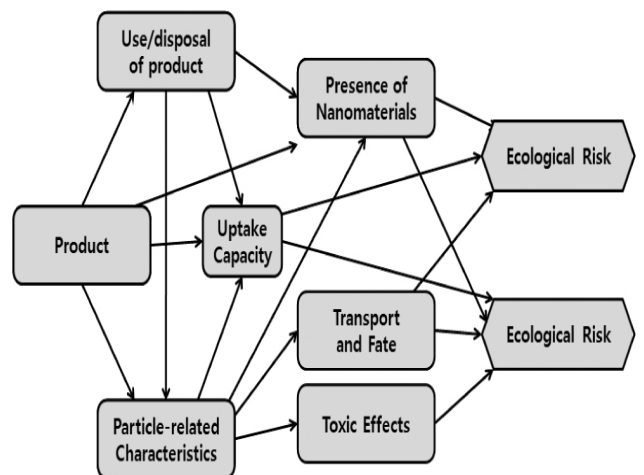 Use/disposal
of product
Presence of
Nanomaterials
Ecological Risk
Product
Uptake
Capacity
Transport
and Fate
Ecological Risk
Particle-related
Characteristics
Toxic Effects